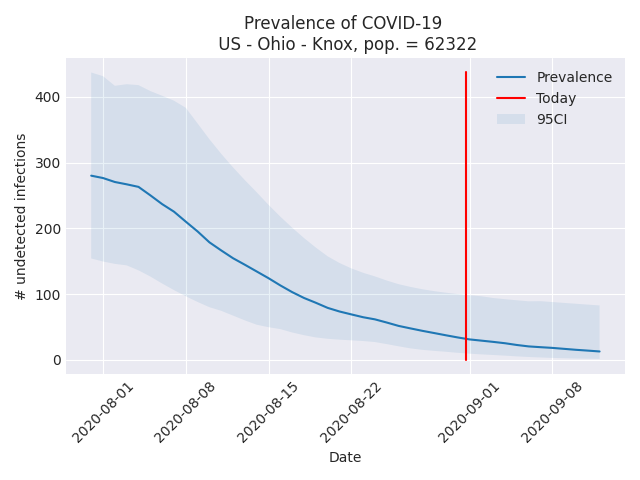 Prevalence of COVID-19
US - Ohio - Knox, pop. = 62322
Prevalence
Today
95CI
# undetected infections
400
300
200
100
0
2020-08-01
2020-08-08
2020-08-15
2020-08-22
2020-09-01
2020-09-08
Date